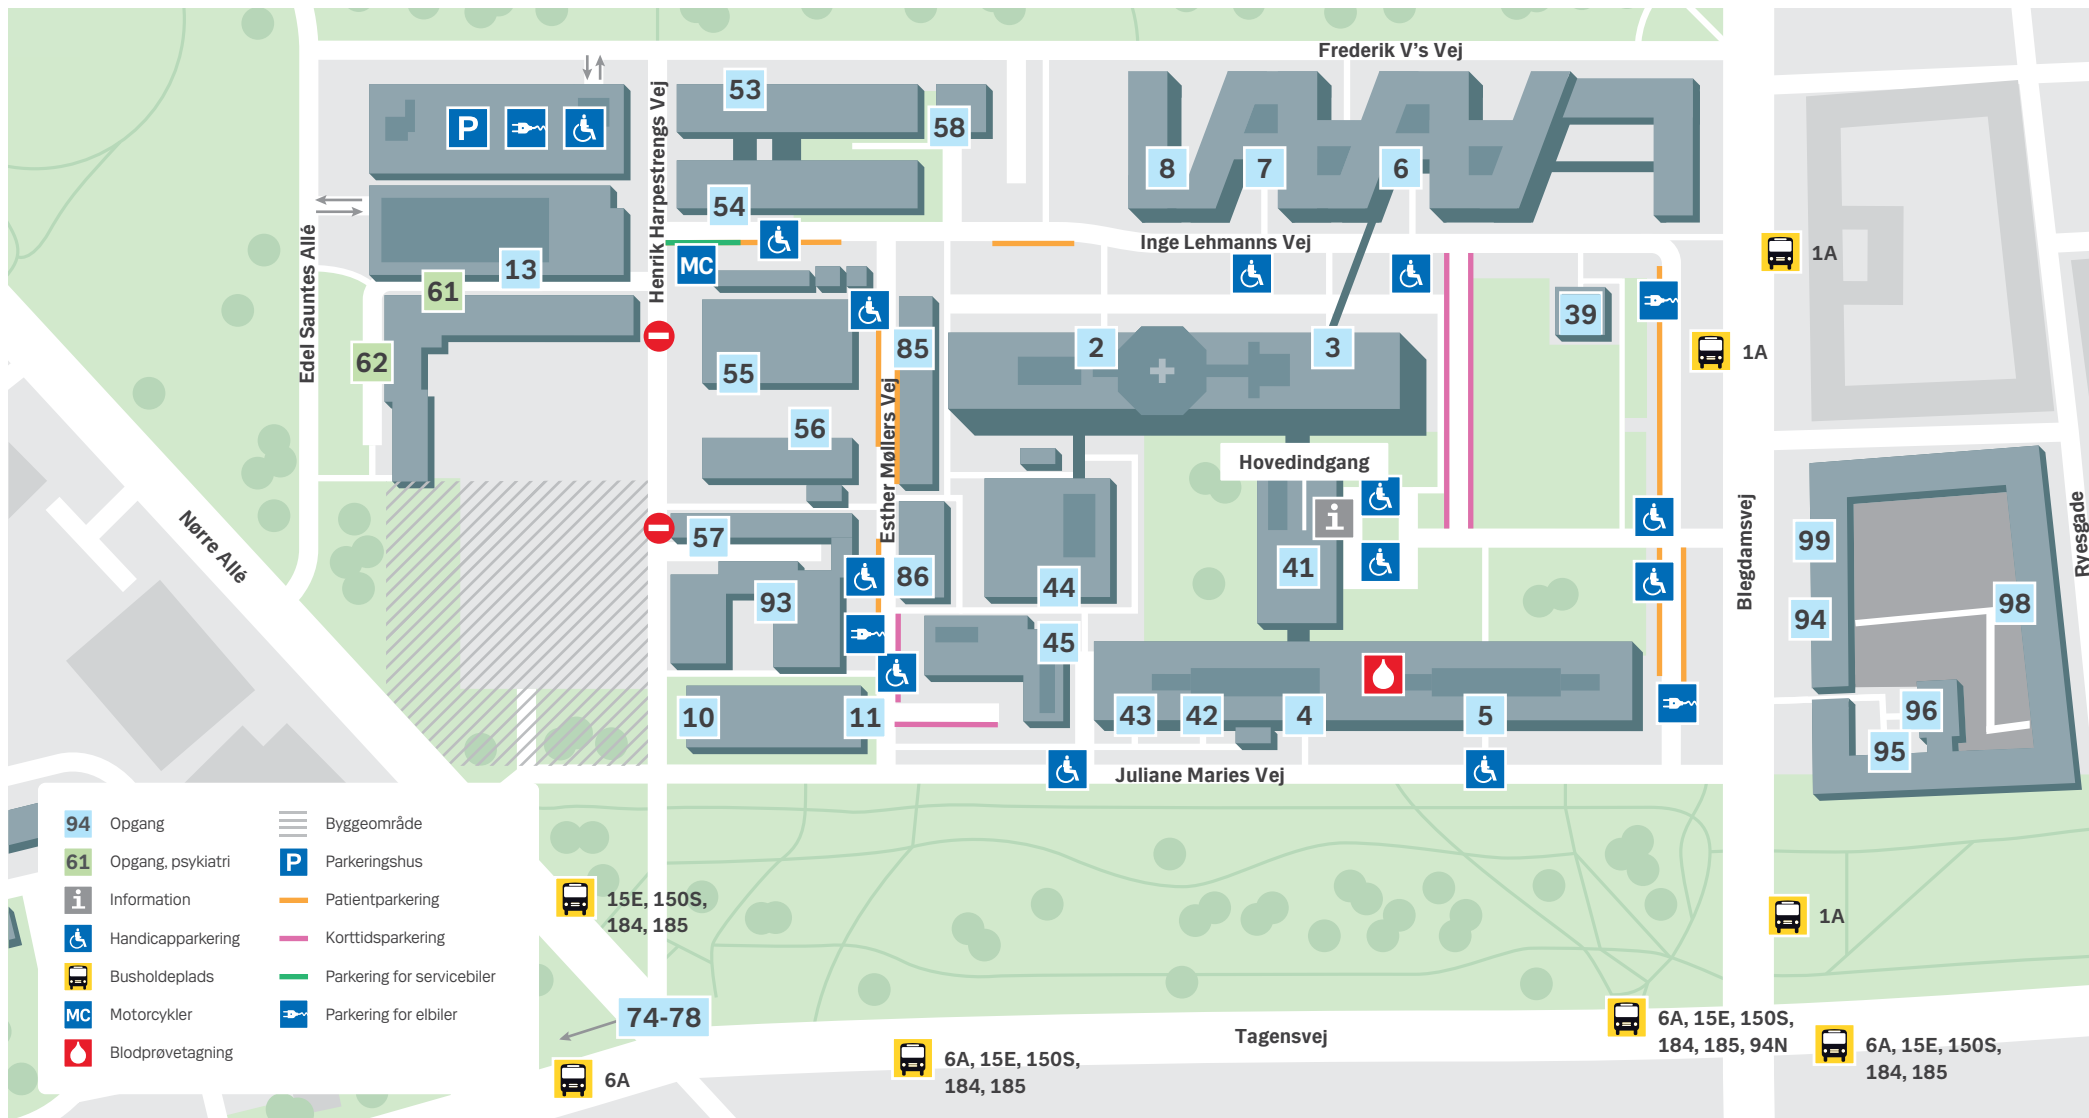 Frederik V's Vej
53
58
P
8
7
6
54
Henrik Harpestrengs Vej
Edel Sauntes Allé
Inge Lehmanns Vej
MC
13
61
1A
39
62
55
85
2
3
1A
56
Esther Møllers Vej
Hovedindgang
i
Nørre Allé
57
86
44
41
93
45
Blegdamsvej
Ryesgade
99
94
98
96
95
10
11
43
42
4
5
Juliane Maries Vej
94 Opgang
61 Opgang, psykiatri
i Information
Handicapparkering
Busholdeplads
MC Motorcykler
Blodprøvetagning
Byggeområde
P Parkeringshus
Patientparkering
Korttidsparkering
Parkering for servicebiler
Parkering for elbiler
15E, 150S,
184, 185
1A
74-78
Tagensvej
6A
6A, 15E, 150S,
184, 185
6A, 15E, 150S,
184, 185, 94N
6A, 15E, 150S,
184, 185